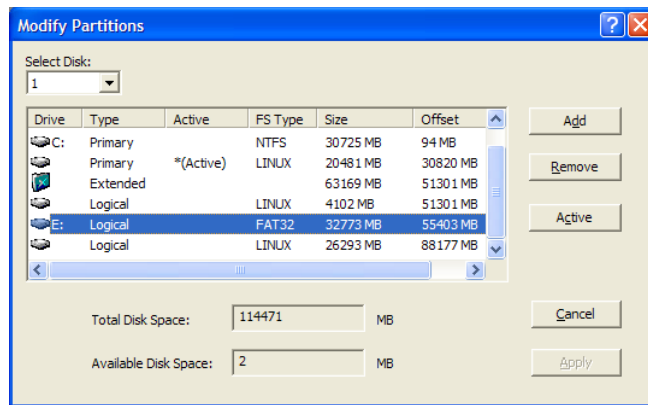 Modify Partitions
Select Disk:
1
Drive Type Active FS Type Size Offset
C: Primary NTFS 30725 MB 94 MB
Primary *(Active) LINUX 20481 MB 30820 MB
Extended 63169 MB 51301 MB
Logical LINUX 4102 MB 51301 MB
E: Logical FAT32 32773 MB 55403 MB
Logical LINUX 26293 MB 88177 MB
Add
Remove
Active
Total Disk Space: 114471 MB
Cancel
Available Disk Space: 2 MB
Apply